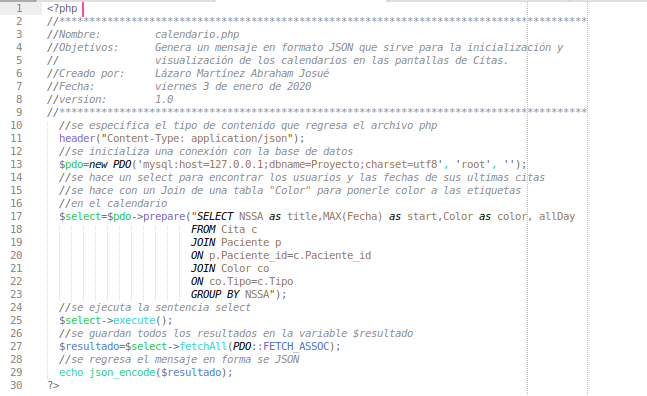 1 <?php
2 //****************************************************************************************
3 //Nombre: calendario.php
4 //Objetivos: Genera un mensaje en formato JSON que sirve para la inicialización y
5 // visualización de los calendarios en las pantallas de Citas.
6 //Creado por: Lázaro Martínez Abraham Josué
7 //Fecha: viernes 3 de enero de 2020
8 //version: 1.0
9 //****************************************************************************************
10 //se especifica el tipo de contenido que regresa el archivo php
11 header("Content-Type: application/json");
12 //se inicializa una conexión con la base de datos
13 $pdo=new PDO('mysql:host=127.0.0.1;dbname=Proyecto;charset=utf8', 'root', '');
14 //se hace un select para encontrar los usuarios y las fechas de sus ultimas citas
15 //se hace con un Join de una tabla "Color" para ponerle color a las etiquetas
16 //en el calendario
17 $select=$pdo->prepare("SELECT NSSA as title,MAX(Fecha) as start,Color as color, allDay
18 FROM Cita c
19 JOIN Paciente p
20 ON p.Paciente_id=c.Paciente_id
21 JOIN Color co
22 ON co.Tipo=c.Tipo
23 GROUP BY NSSA");
24 //se ejecuta la sentencia select
25 $select->execute();
26 //se guardan todos los resultados en la variable $resultado
27 $resultado=$select->fetchAll(PDO::FETCH_ASSOC);
28 //se regresa el mensaje en forma se JSON
29 echo json_encode($resultado);
30 ?>